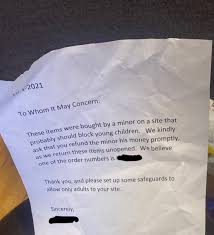 2021
To Whom It May Concern:
These items were bought by a minor on a site that
probably should block young children. We kindly
ask that you refund the minor his money promptly,
as we return these items unopened. We believe
one of the order numbers is
Thank you, and please set up some safeguards to
allow only adults to your site.
Sincerely,